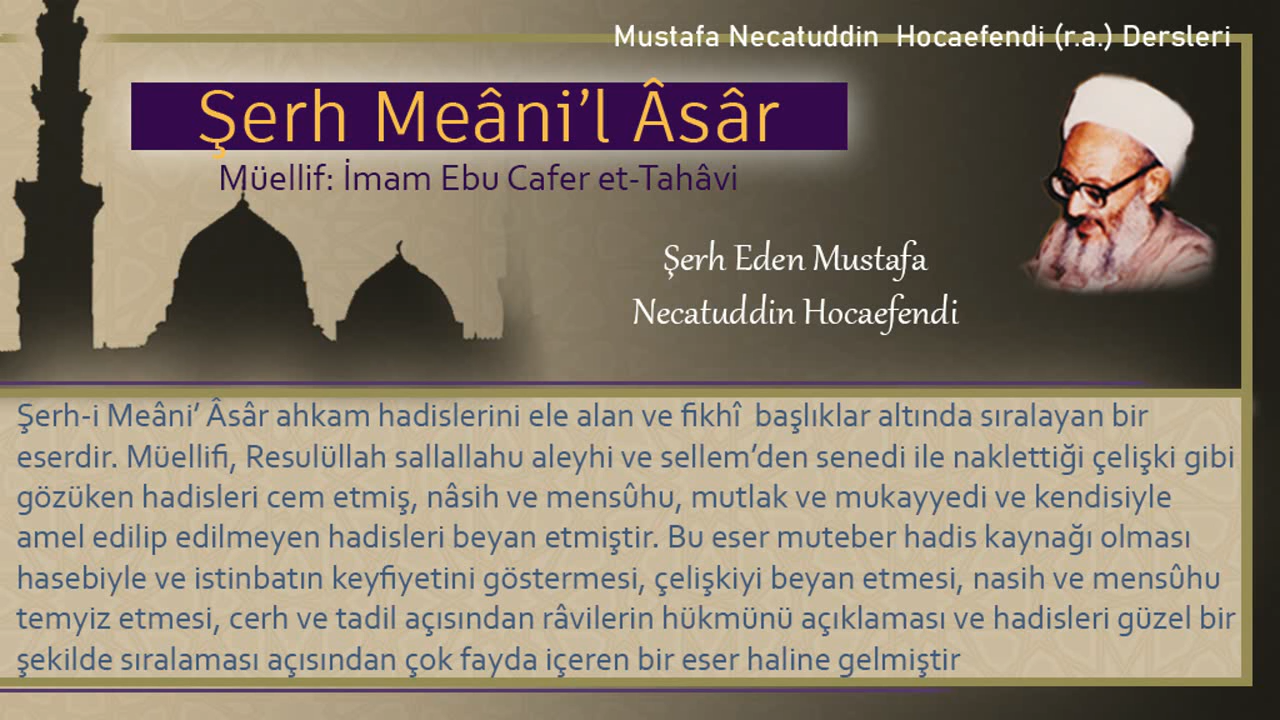 Mustafa Necatuddin Hocaefendi (r.a.) Dersleri
Şerh Meâni’l Âsâr
Müellif: İmam Ebu Cafer et-Tahâvi
Şerh Eden Mustafa
Necatuddin Hocaefendi
Şerh-i Meâni’ Âsâr ahkam hadislerini ele alan ve fikhî başlıklar altında sıralayan bir
eserdir. Müellifi, Resulüllah sallallahu aleyhi ve sellem’den senedi ile naklettiği çelişki gibi
gözüken hadisleri cem etmiş, nâsih ve mensûhu, mutlak ve mukayyedi ve kendisiyle
amel edilip edilmeyen hadisleri beyan etmiştir. Bu eser muteber hadis kaynağı olması
hasebiyle ve istinbatın keyfiyetini göstermesi, çelişkiyi beyan etmesi, nasih ve mensûhu
temyiz etmesi, cerh ve tadil açısından râvilerin hükmünü açıklaması ve hadisleri güzel bir
şekilde sıralaması açısından çok fayda içeren bir eser haline gelmiştir